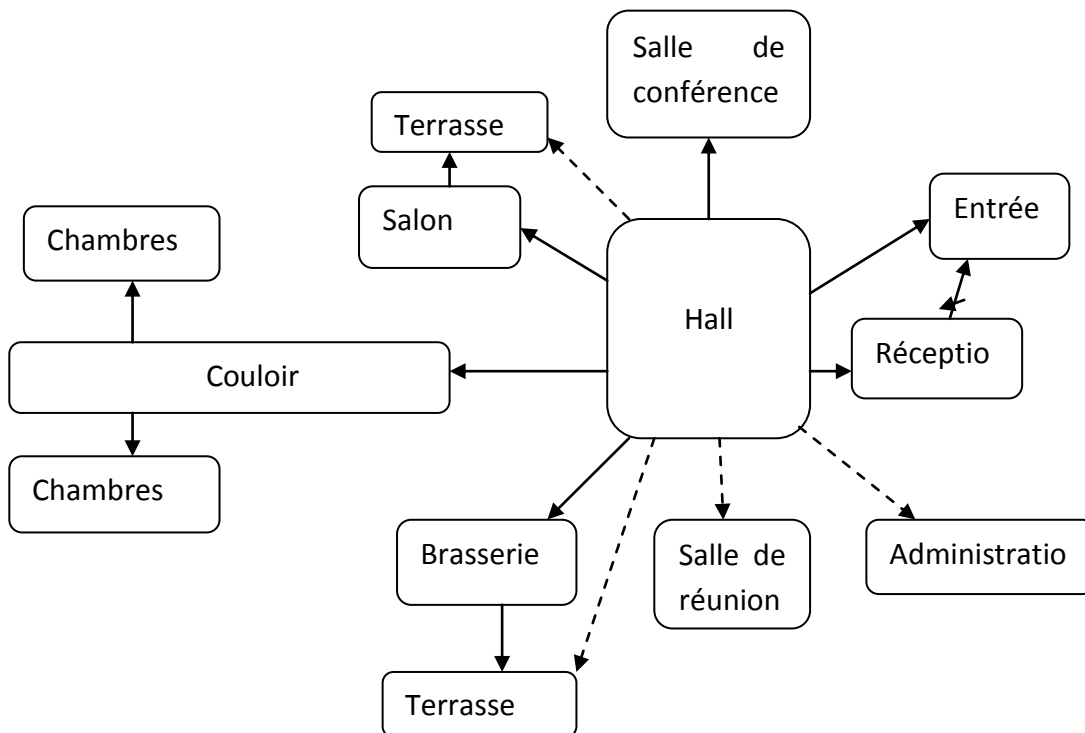 Salle de
conférence
Terrasse
Salon
Entrée
Chambres
Hall
Réceptio
Couloir
Chambres
Brasserie
Salle de
réunion
Administratio
Terrasse